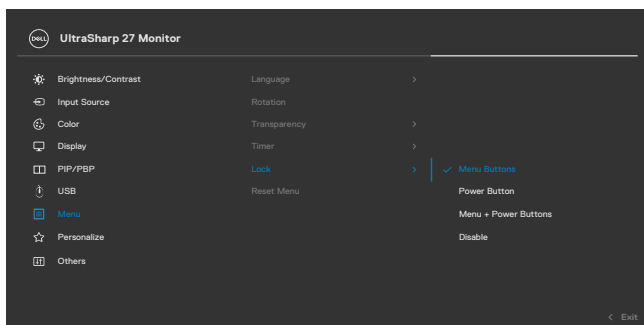 DELL UltraSharp 27 Monitor
Brightness/Contrast Language
Input Source Rotation
Color Transparency
Display Timer
PIP/PBP Lock Menu Buttons
USB Reset Menu Power Button
Menu Menu + Power Buttons
Personalize Disable
Others
Exit